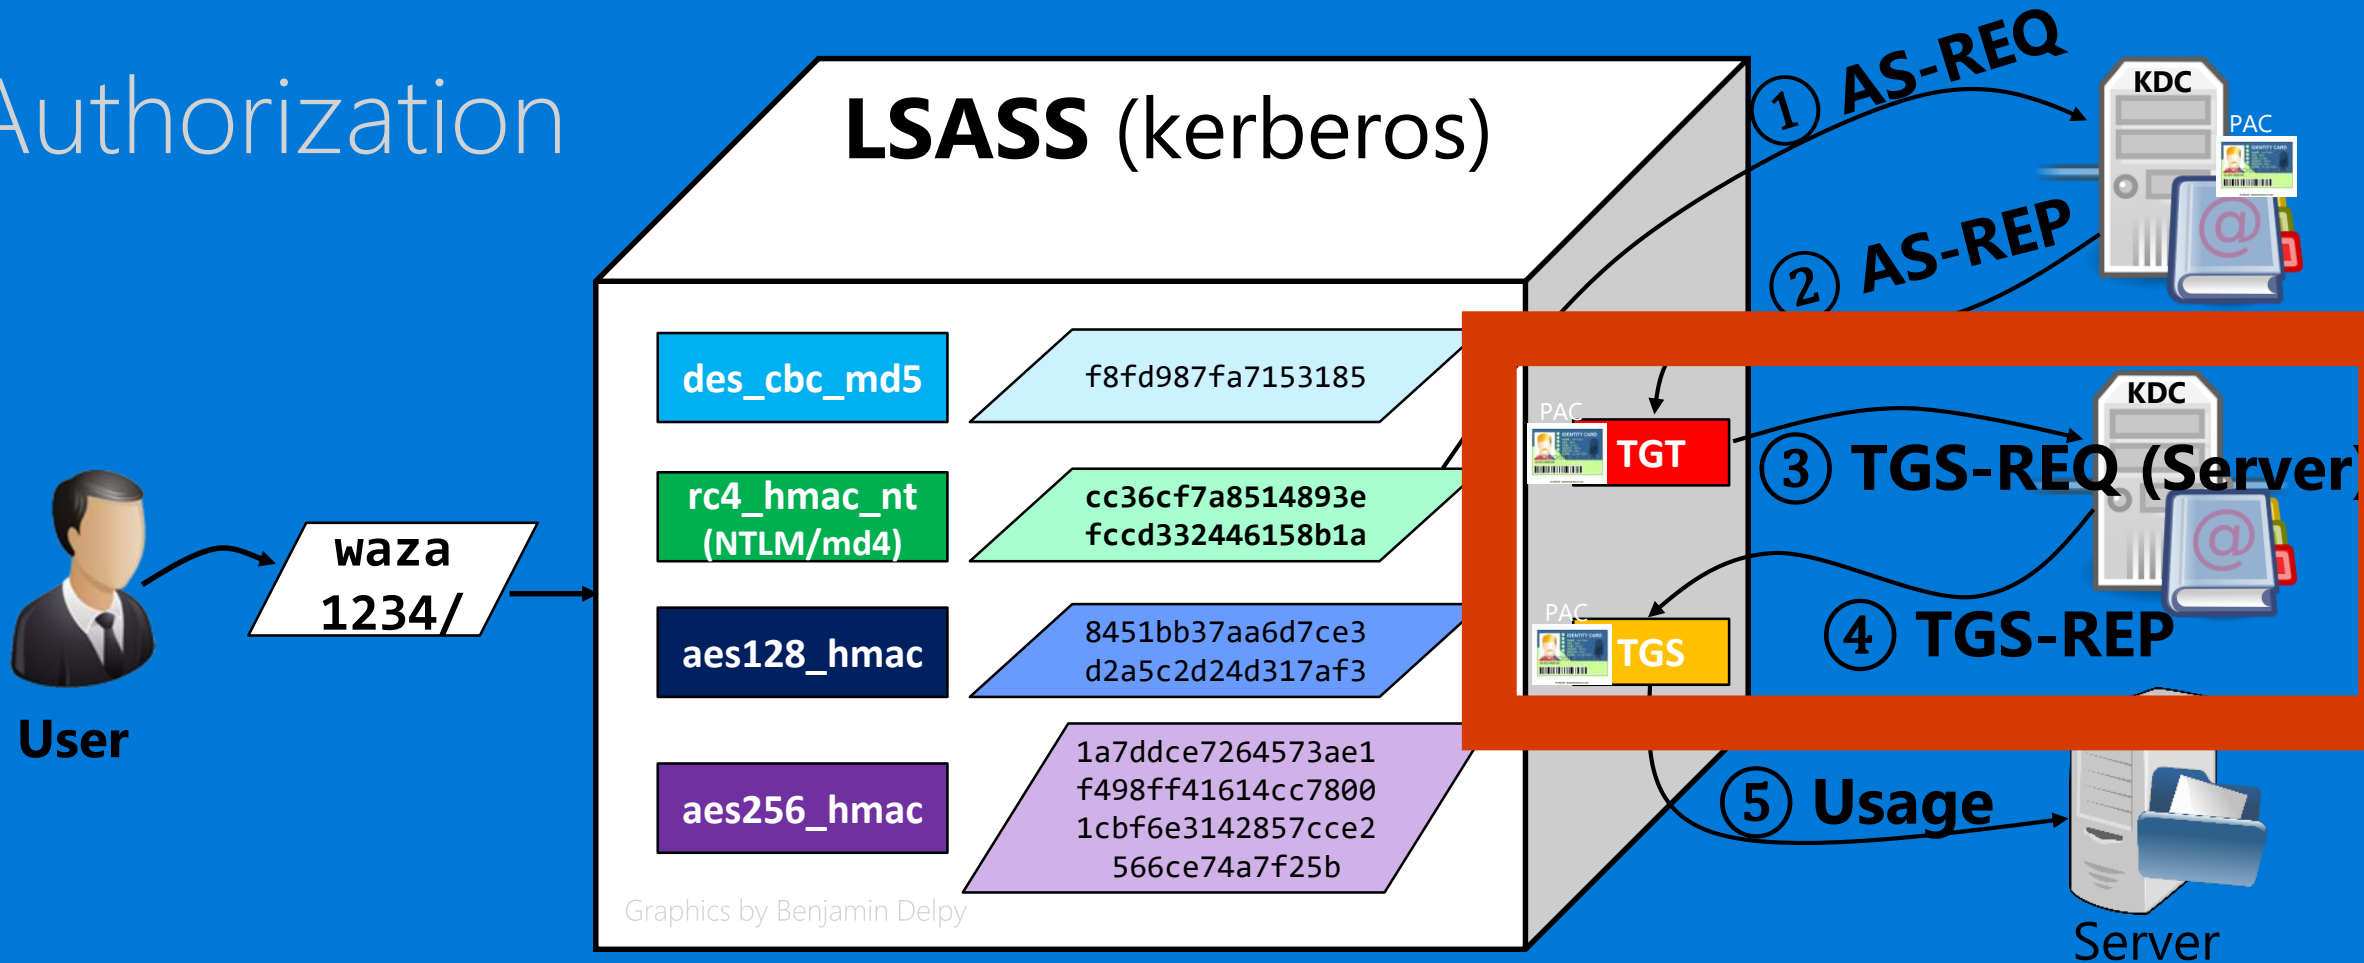 Authorization
LSASS (kerberos)
① AS-REQ
KDC
PAC
② AS-REP
des_cbc_md5
f8fd987fa7153185
rc4_hmac_nt
(NTLM/md4)
cc36cf7a8514893e
fccd332446158b1a
aes128_hmac
8451bb37aa6d7ce3
d2a5c2d24d317af3
aes256_hmac
1a7ddce7264573ae1
f498ff41614cc7800
1cbf6e3142857cce2
566ce74a7f25b
waza
1234/
User
PAC
TGT
③ TGS-REQ (Server)
KDC
PAC
TGS
④ TGS-REP
⑤ Usage
Server
Graphics by Benjamin Delpy